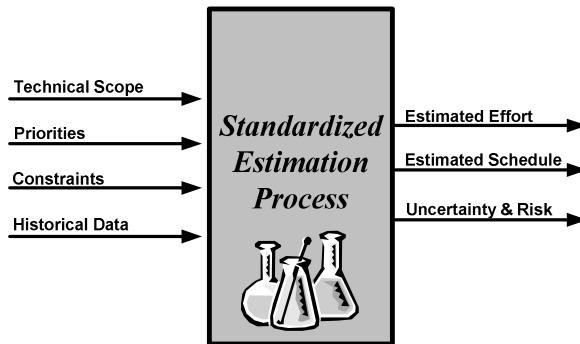 Technical Scope
Priorities
Constraints
Historical Data
Standardized
Estimation
Process
Estimated Effort
Estimated Schedule
Uncertainty & Risk